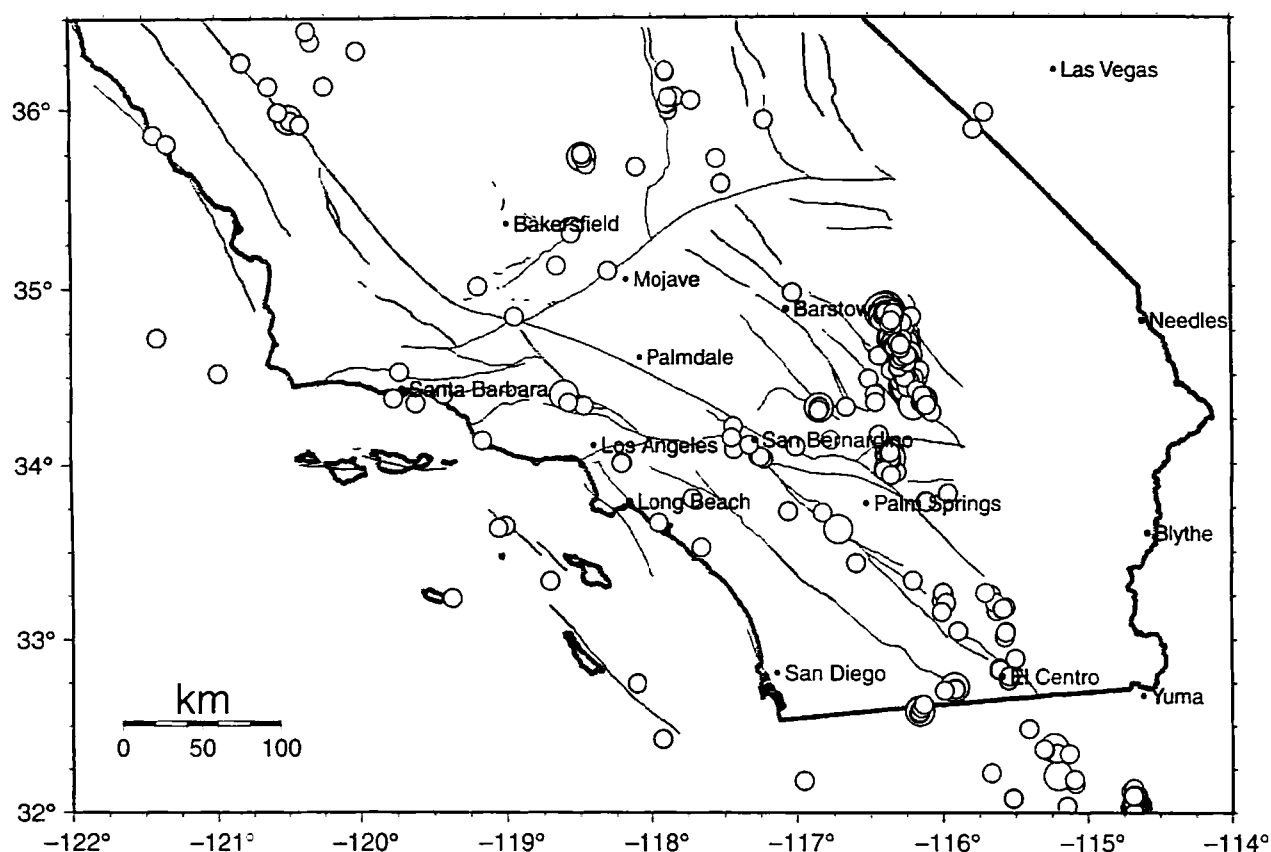 Las Vegas
36°
Bakersfield
Mojave
35°
Barstow
Needles
Palmdale
Santa Barbara
San Bernardino
Los Angeles
34°
Long Beach
Palm Springs
Blythe
33°
San Diego
El Centro
km
Yuma
0 50 100
32°
−122° −121° −120° −119° −118° −117° −116° −115° −114°